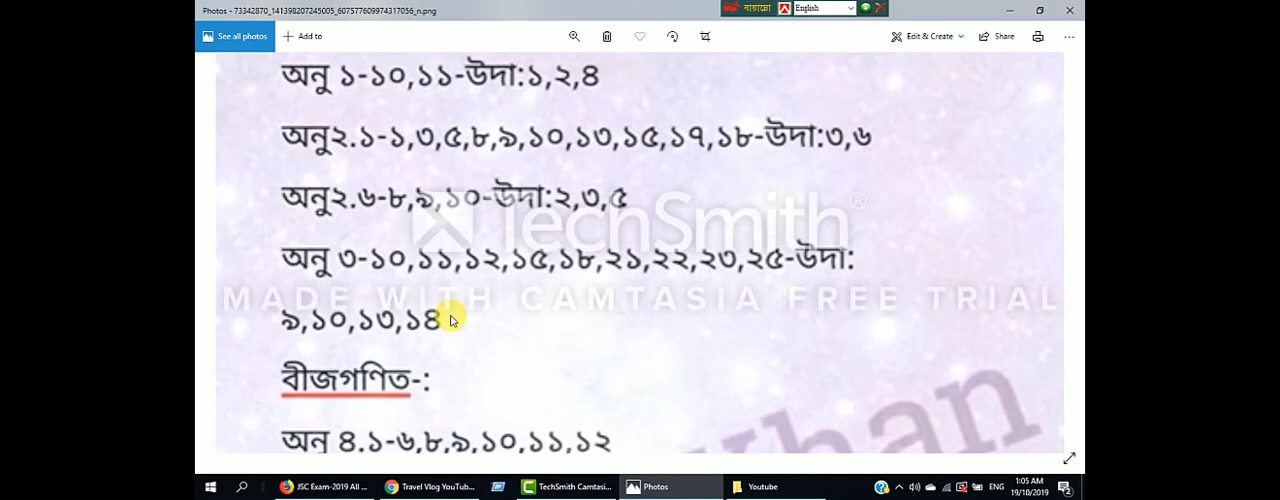 Photos - 73342870_141398207245005_6077577609974317056_n.png
English
See all photos
Add to
Edit & Create
Share
অনু ১-১০,১১-উদা:১,২,৪
অনু২.১-১,৩,৫,৮,৯,১০,১৩,১৫,১৭,১৮-উদা:৩,৬
অনু২.৬-৮,৯,১০-উদা:২,৩,৫
TechSmith®
অনু ৩-১০,১১,১২,১৫,১৮,২১,২২,২৩,২৫-উদা:
MADE WITH CAMTASIA FREE TRIAL
৯,১০,১৩,১৪
বীজগণিত-:
অনু ৪.১-৬,৮,৯,১০,১১,১২
JSC Exam-2019 All ...
Travel Vlog YouTub...
TechSmith Camtasi...
Photos
Youtube
1:05 AM
19/10/2019
2